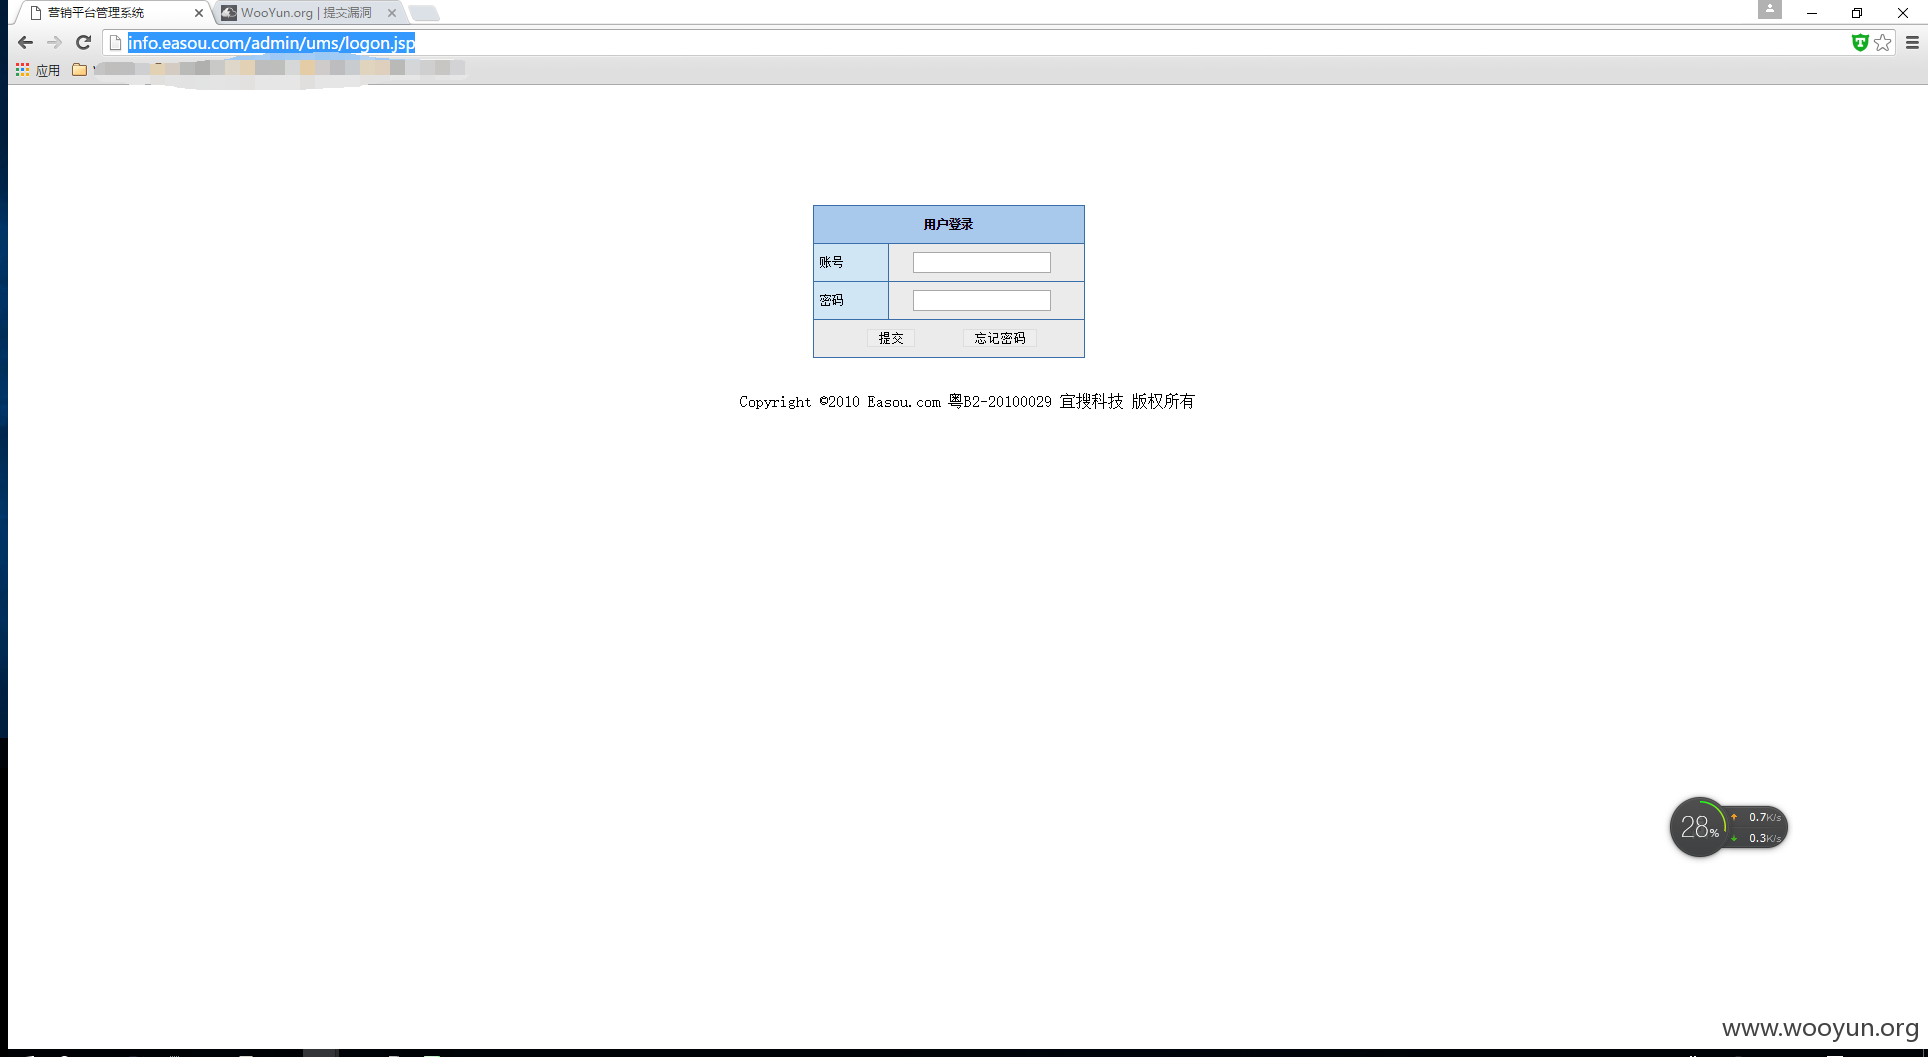 营销平台管理系统
WooYun.org | 提交漏洞
info.easou.com/admin/ums/logon.jsp
应用
用户登录
账号
密码
提交 忘记密码
Copyright ©2010 Easou.com 粤B2-20100029 宜搜科技 版权所有
28%
0.7K/s
0.3K/s
www.wooyun.org